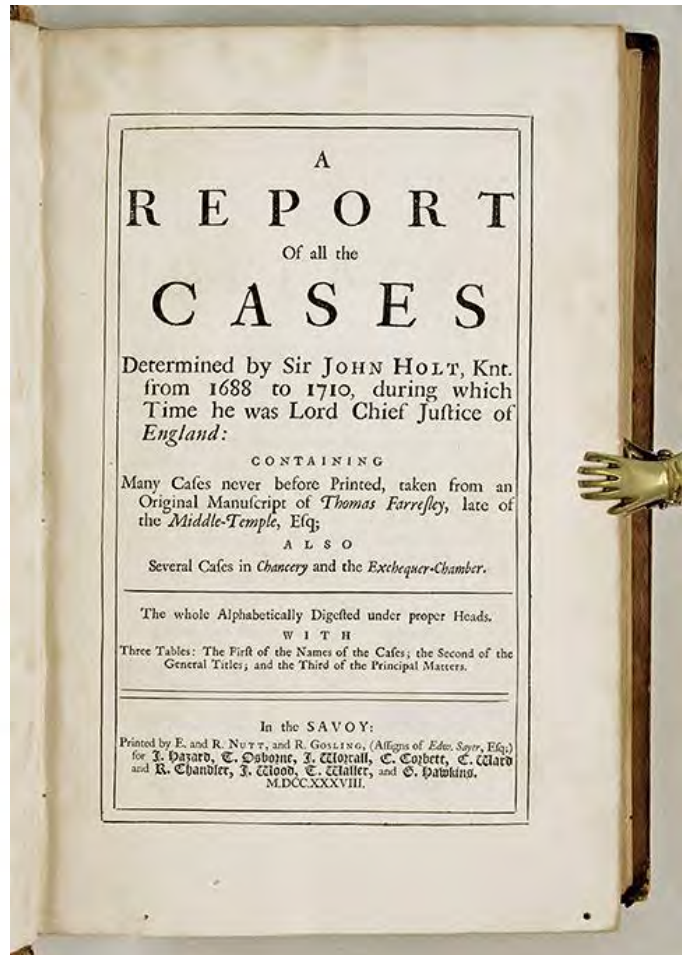 A
REPORT
Of all the
CASES
Determined by Sir JOHN HOLT, Knt.
from 1688 to 1710, during which
Time he was Lord Chief Juſtice of
England:
CONTAINING
Many Caſes never before Printed, taken from an
Original Manuſcript of Thomas Farreſley, late of
the Middle-Temple, Eſq;
ALSO
Several Caſes in Chancery and the Exchequer-Chamber.
The whole Alphabetically Digeſted under proper Heads.
WITH
Three Tables: The Firſt of the Names of the Caſes; the Second of the
General Titles; and the Third of the Principal Matters.
In the SAVOY:
Printed by E. and R. NUTT, and R. GOSLING, (Aſſigns of Edw. Sayer, Eſq;)
for J. Hazard, T. Osborne, J. Worrall, C. Corbett, C. Ward
and R. Chandler, J. Wood, T. Waller, and G. Hawkins.
M.DCC.XXXVIII.